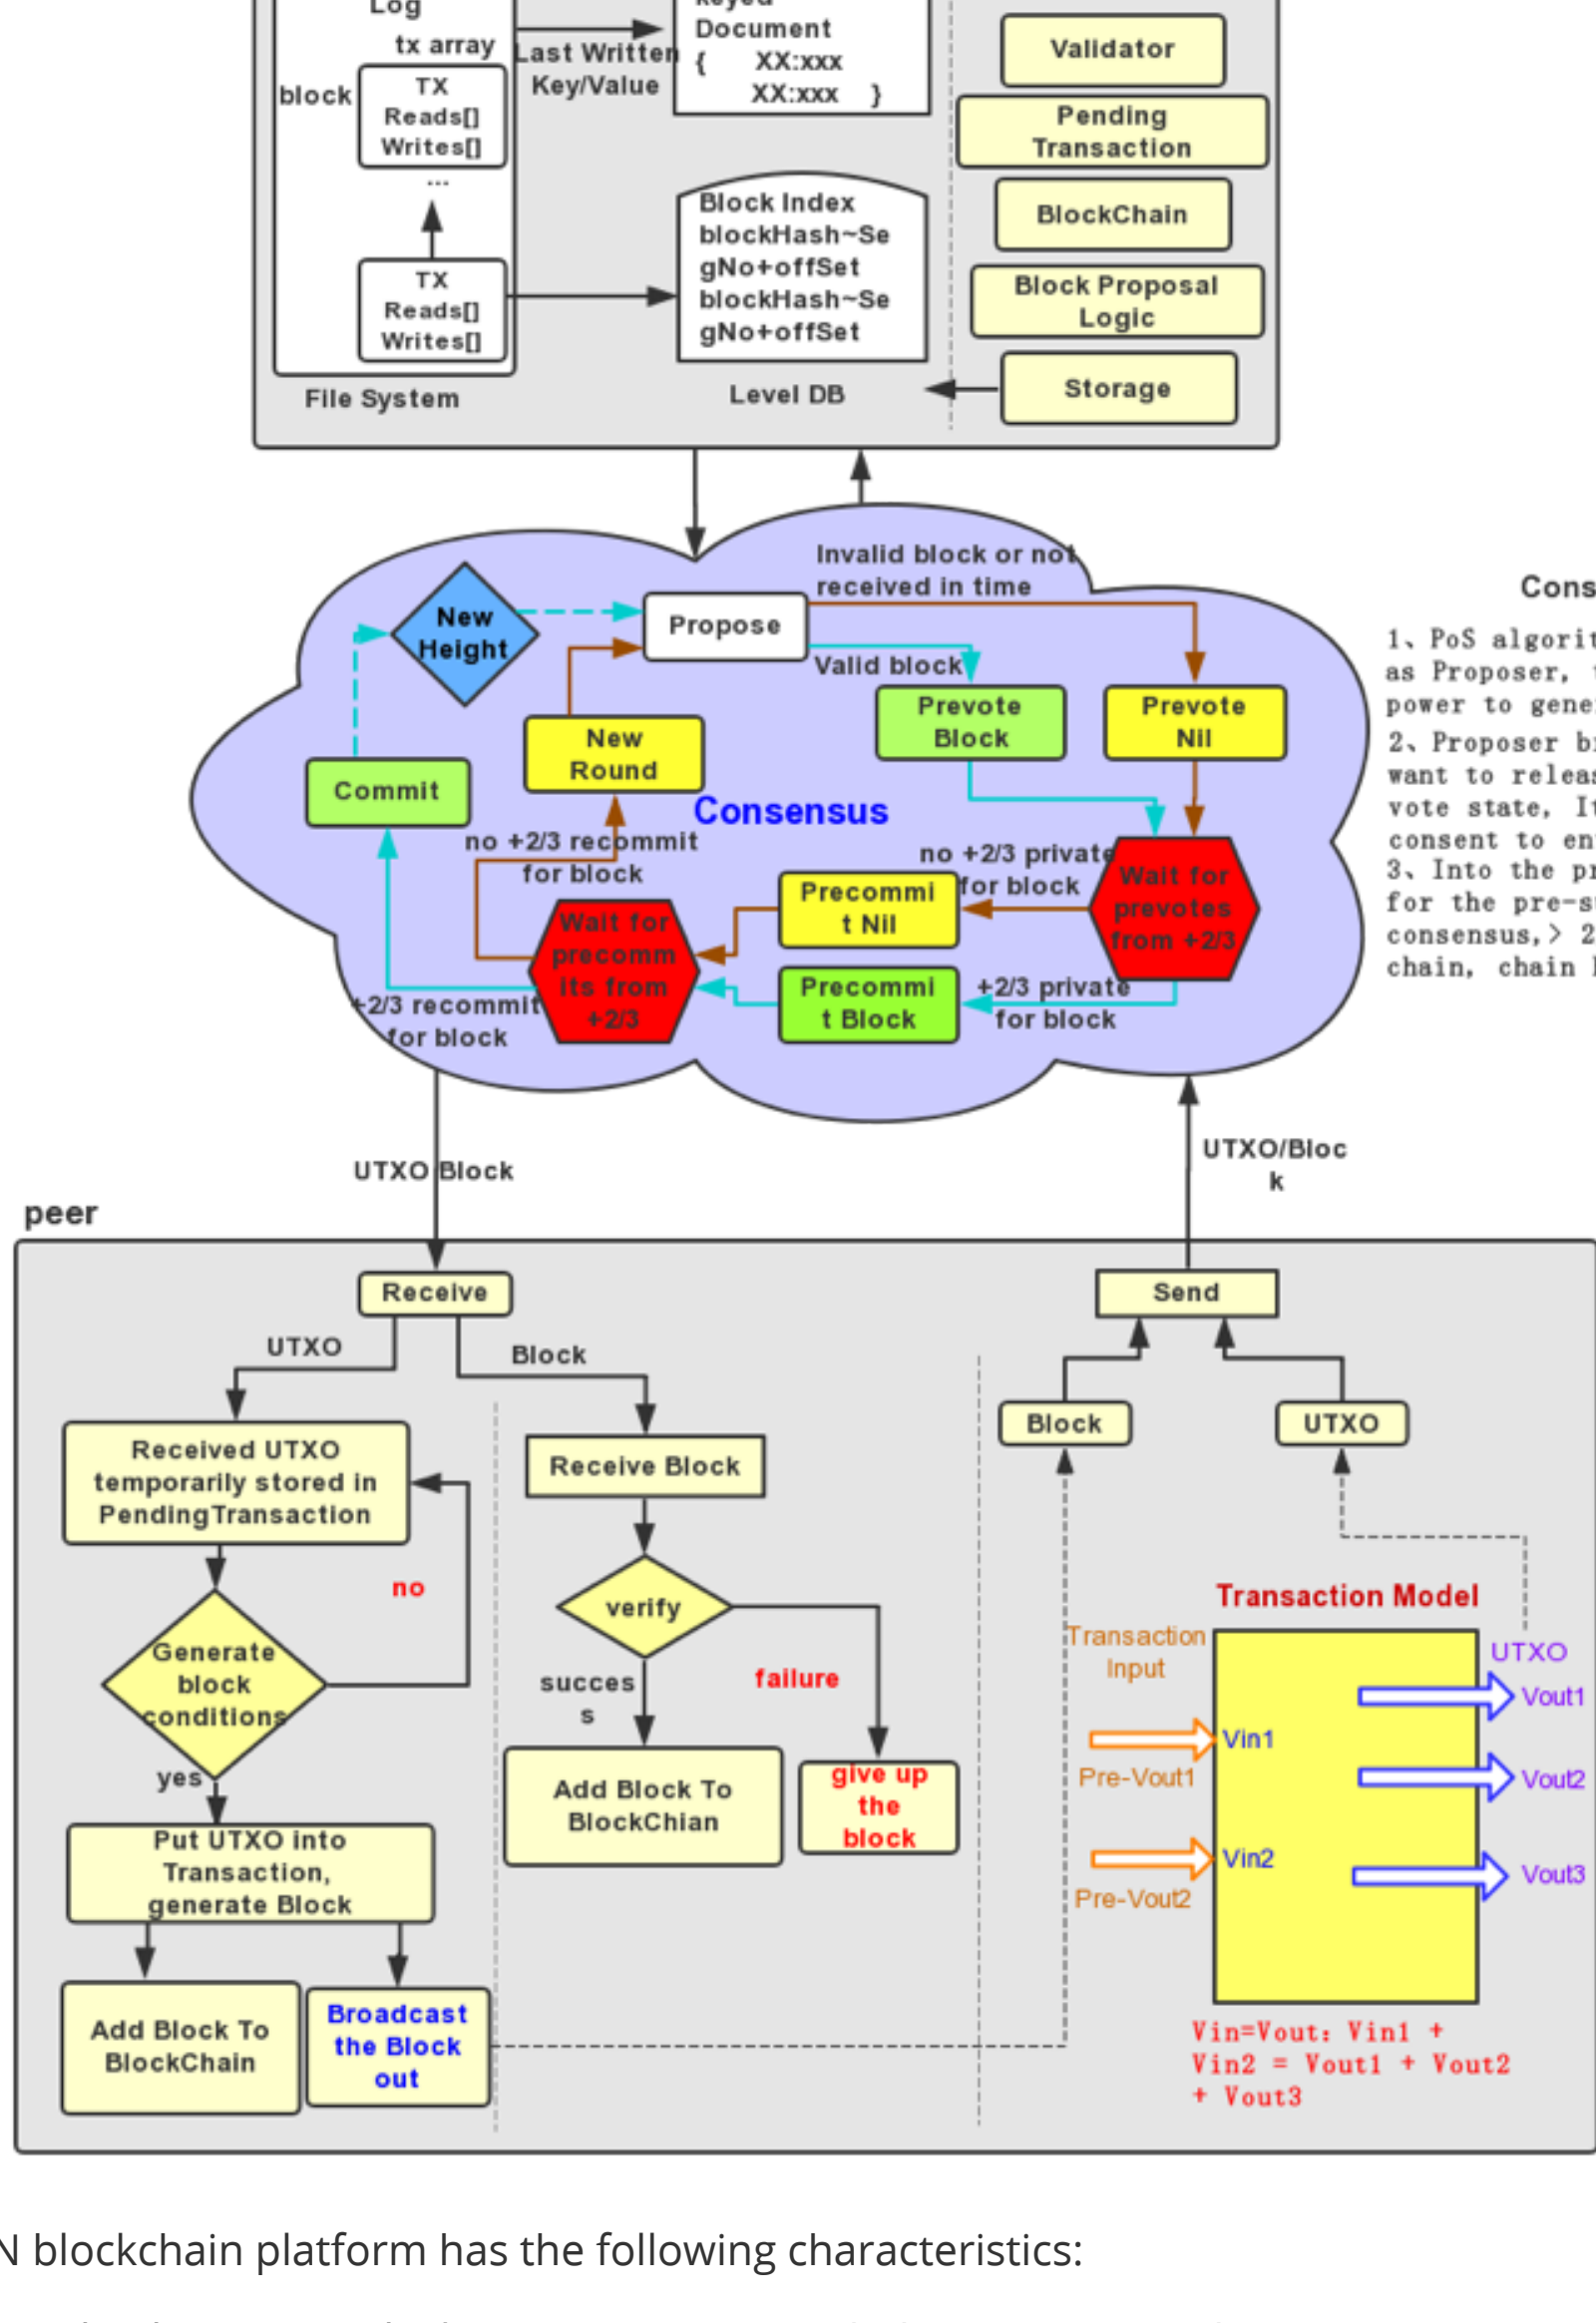 Log
tx array
block
TX
Reads[]
Writes[]
...
TX
Reads[]
Writes[]
File System
Last Written
Key/Value
keyed
Document
{ XX:xxx
XX:xxx }
Block Index
blockHash~Se
gNo+offSet
blockHash~Se
gNo+offSet
Level DB
Validator
Pending
Transaction
BlockChain
Block Proposal
Logic
Storage
Invalid block or not
received in time
New
Height
Propose
Valid block
Prevote
Block
Prevote
Nil
New
Round
Commit
Consensus
no +2/3 recommit
for block
no +2/3 private
for block
Wait for
prevotes
from +2/3
Precommi
t Nil
Wait for
precomm
its from
+2/3
Precommi
t Block
+2/3 private
for block
+2/3 recommit
for block
Cons
1、PoS algorit
as Proposer,
power to gene
2、Proposer b
want to releas
vote state, It
consent to en
3、Into the pr
for the pre-s
consensus,> 2
chain, chain
UTXO Block
UTXO/Bloc
k
peer
Receive
UTXO
Block
Received UTXO
temporarily stored in
PendingTransaction
no
Generate
block
conditions
yes
Put UTXO into
Transaction,
generate Block
Add Block To
BlockChain
Broadcast
the Block
out
Receive Block
verify
succes
s
failure
Add Block To
BlockChian
give up
the
block
Send
Block
UTXO
Transaction Model
Transaction
Input
UTXO
Vout1
Vin1
Pre-Vout1
Vout2
Vin2
Vout3
Pre-Vout2
Vin=Vout: Vin1 +
Vin2 = Vout1 + Vout2
+ Vout3
N blockchain platform has the following characteristics: